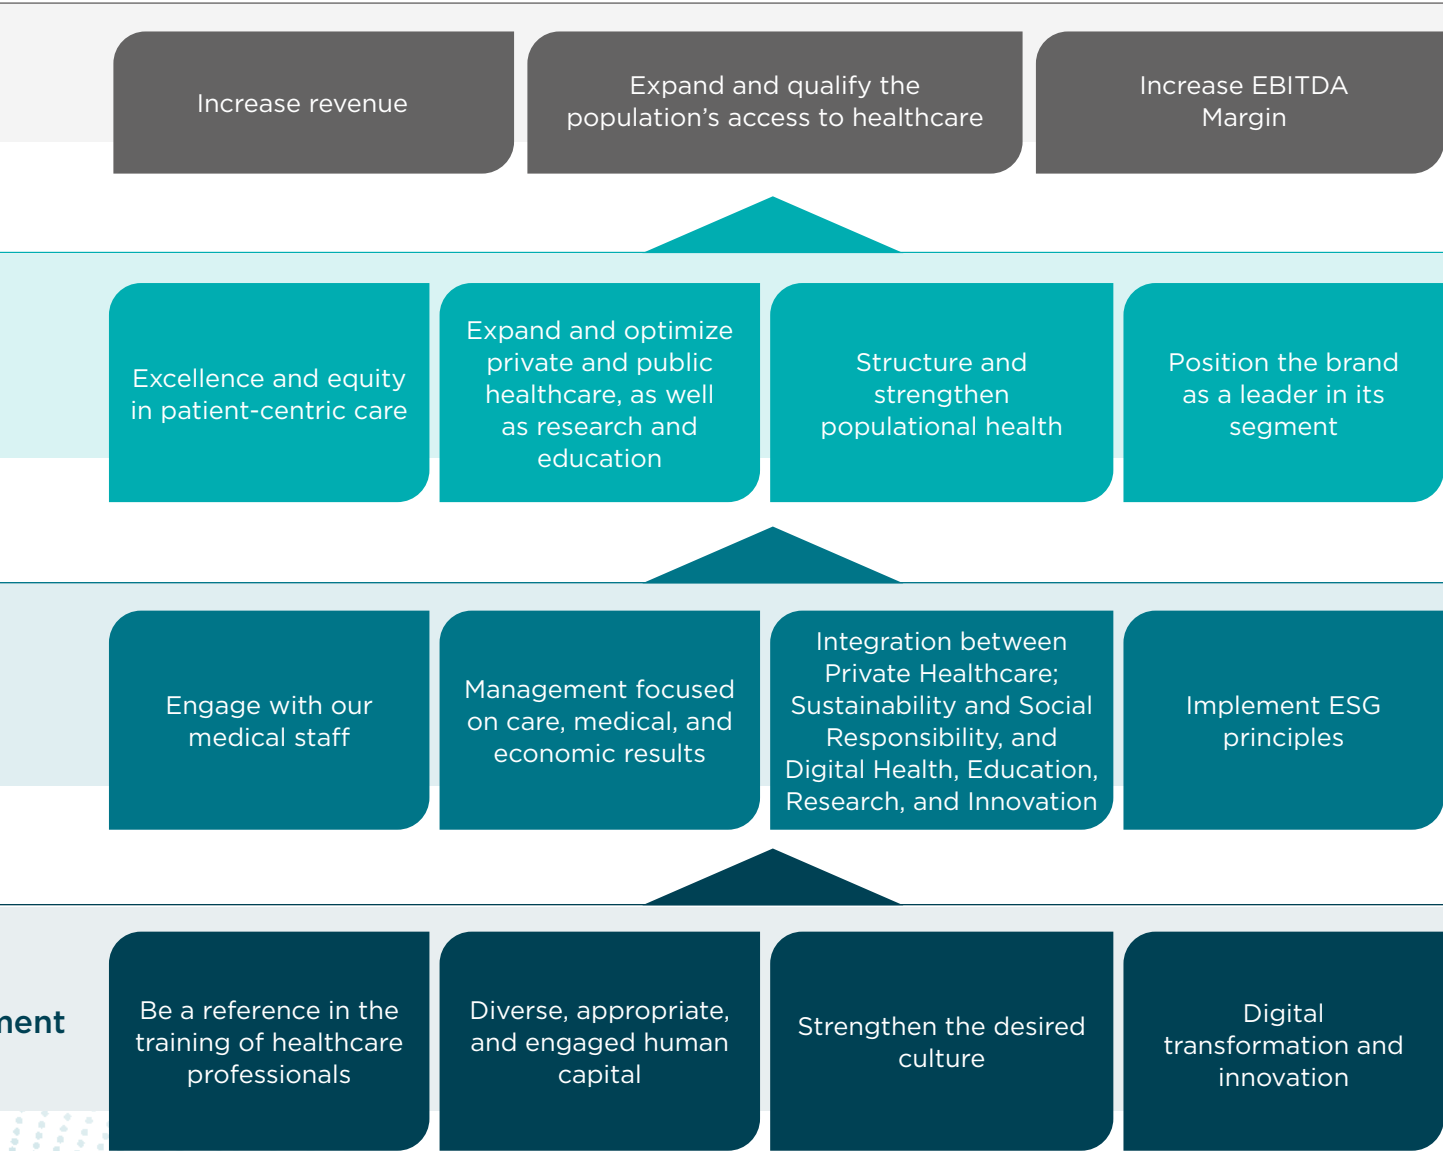 Increase revenue
Expand and qualify the
population’s access to healthcare
Increase EBITDA
Margin
Excellence and equity
in patient-centric care
Expand and optimize
private and public
healthcare, as well
as research and
education
Structure and
strengthen
populational health
Position the brand
as a leader in its
segment
Engage with our
medical staff
Management focused
on care, medical, and
economic results
Integration between
Private Healthcare;
Sustainability and Social
Responsibility, and
Digital Health, Education,
Research, and Innovation
Implement ESG
principles
Be a reference in the
training of healthcare
professionals
Diverse, appropriate,
and engaged human
capital
Strengthen the desired
culture
Digital
transformation and
innovation